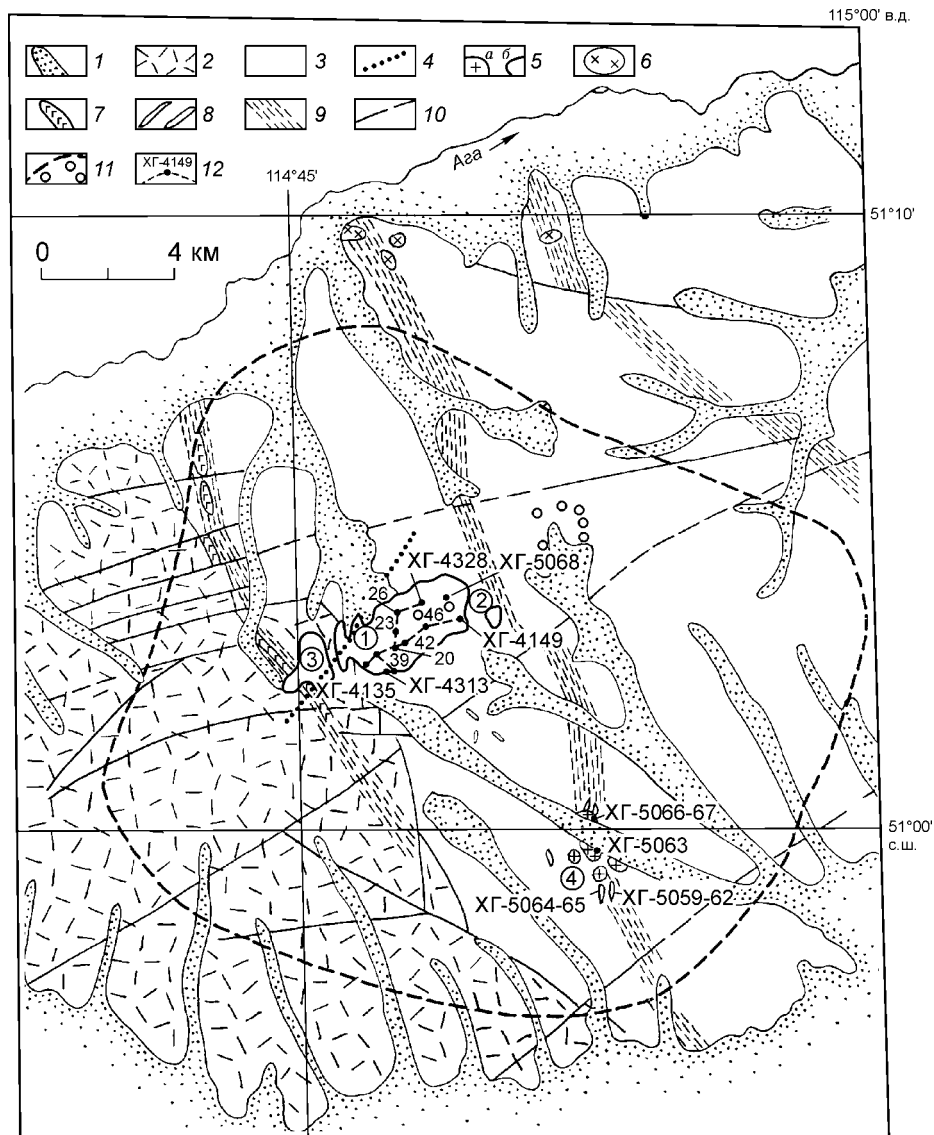 115°00' в.д.
1 2 3 4 а б 5 6
7 8 9 10
11 ХГ-4149 12
Ага
114°45'
51°10'
0 4 км
ХГ-4328 ХГ-5068
26
46 2
23
1
ХГ-4149
42
3 39 20
ХГ-4135 ХГ-4313
ХГ-5066-67
51°00'
с.ш.
ХГ-5063
4
ХГ-5064-65 ХГ-5059-62